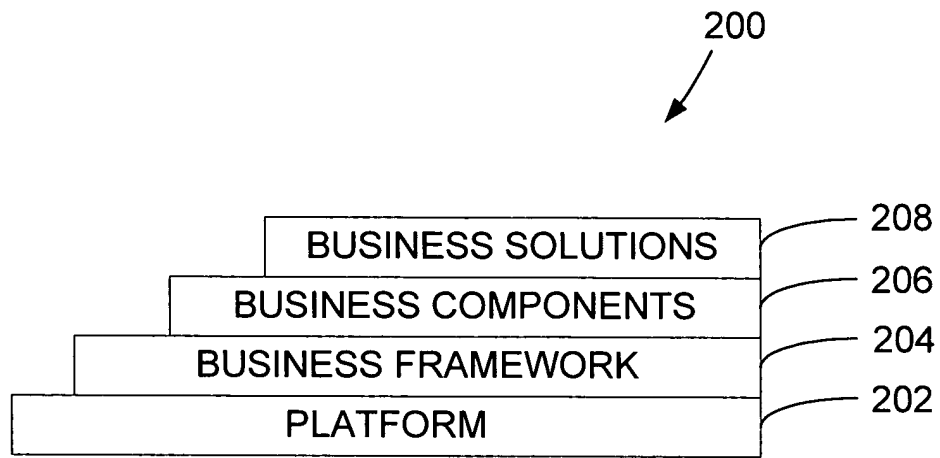 200
BUSINESS SOLUTIONS 208
BUSINESS COMPONENTS 206
BUSINESS FRAMEWORK 204
PLATFORM 202